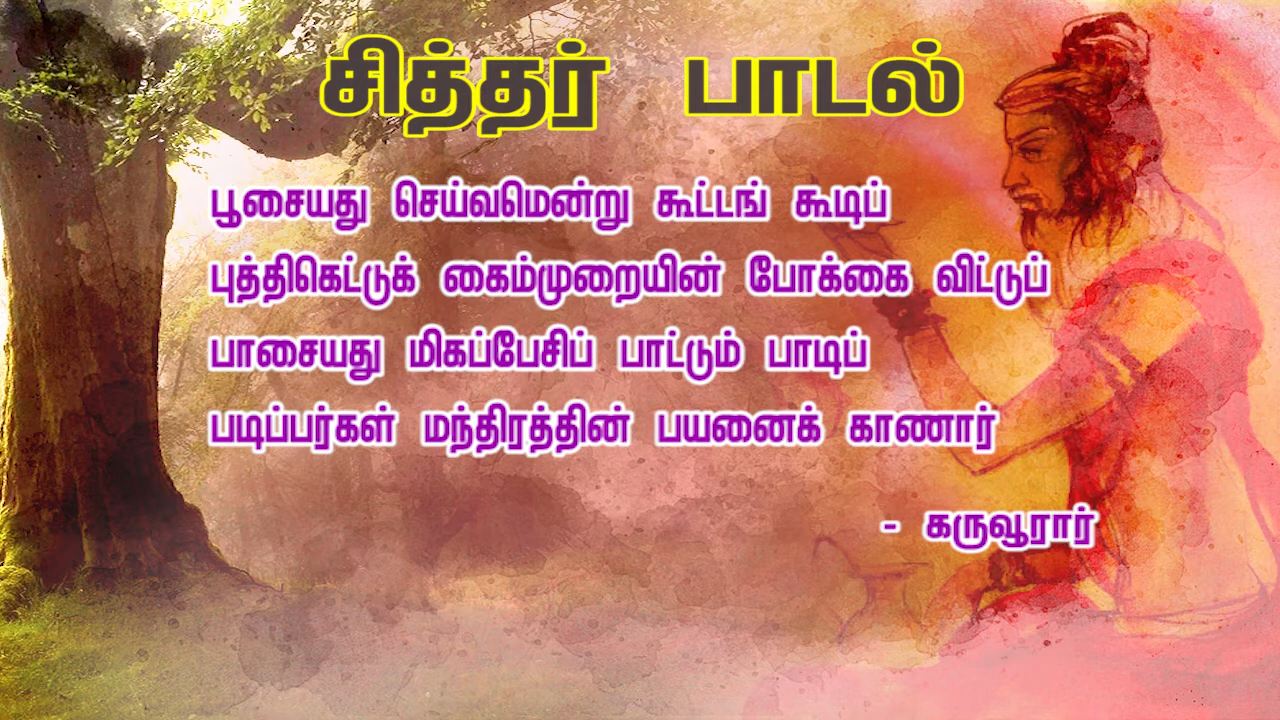 சித்தர் பாடல்
பூசையது செய்வமென்று கூட்டங் கூடிப்
புத்திகெட்டுக் கைம்முறையின் போக்கை விட்டுப்
பாசையது மிகப்பேசிப் பாட்டும் பாடிப்
படிப்பர்கள் மந்திரத்தின் பயனைக் காணார்
- கருவூரார்